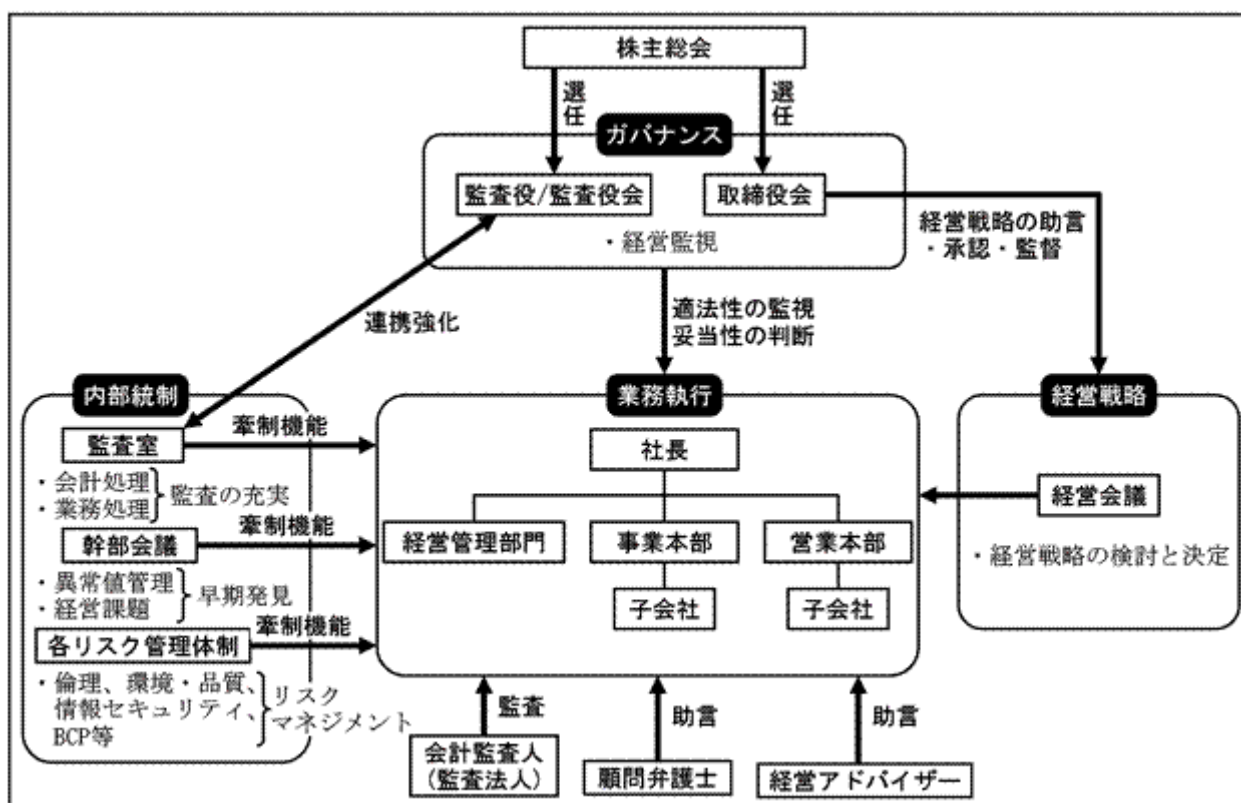 株主総会
選任
選任
ガバナンス
監査役/監査役会
取締役会
・経営監視
経営戦略の助言
・承認・監督
連携強化
適法性の監視
妥当性の判断
内部統制
監査室
牽制機能
・会計処理
・業務処理
監査の充実
幹部会議
牽制機能
・異常値管理
・経営課題
早期発見
各リスク管理体制
牽制機能
・倫理、環境・品質、
情報セキュリティ、
BCP等
リスク
マネジメント
業務執行
社長
経営管理部門
事業本部
営業本部
子会社
子会社
経営戦略
経営会議
・経営戦略の検討と決定
監査
助言
助言
会計監査人
(監査法人)
顧問弁護士
経営アドバイザー